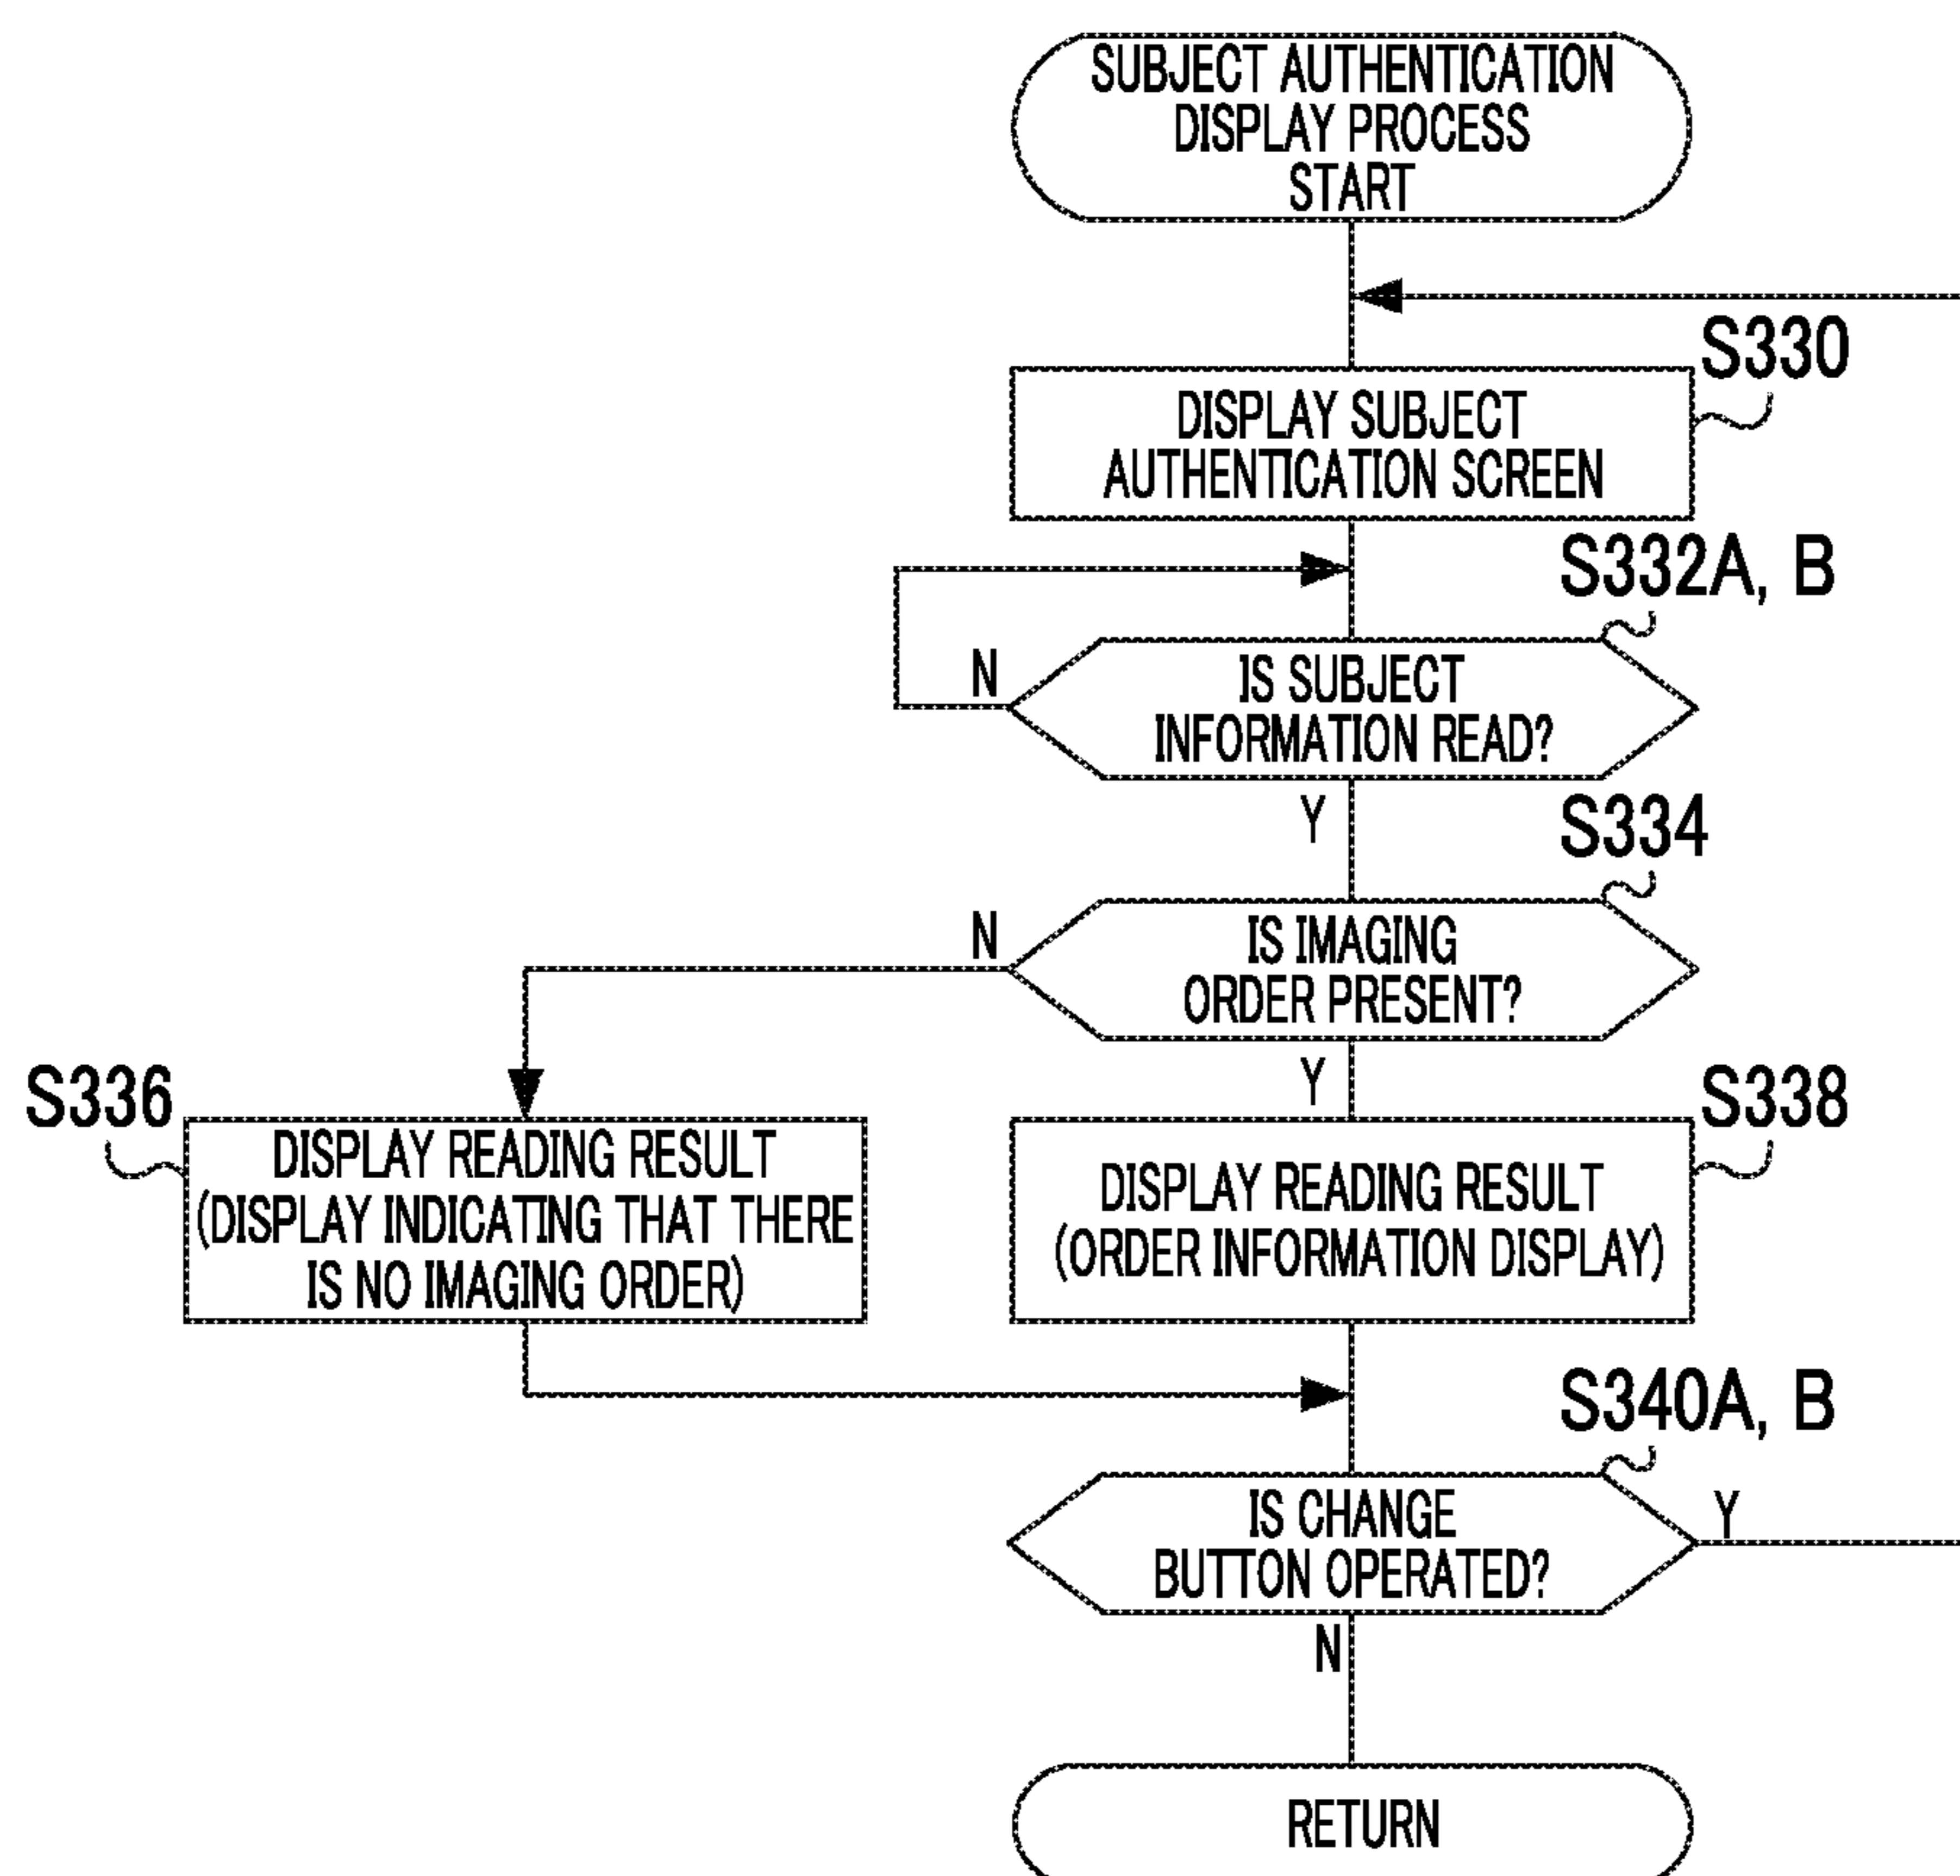 SUBJECT AUTHENTICATION
DISPLAY PROCESS
START
S330
DISPLAY SUBJECT
AUTHENTICATION SCREEN
S332A, B
N
IS SUBJECT
INFORMATION READ?
Y
S334
N
IS IMAGING
ORDER PRESENT?
Y
S336
DISPLAY READING RESULT
(DISPLAY INDICATING THAT THERE
IS NO IMAGING ORDER)
S338
DISPLAY READING RESULT
(ORDER INFORMATION DISPLAY)
S340A, B
IS CHANGE
BUTTON OPERATED?
Y
N
RETURN